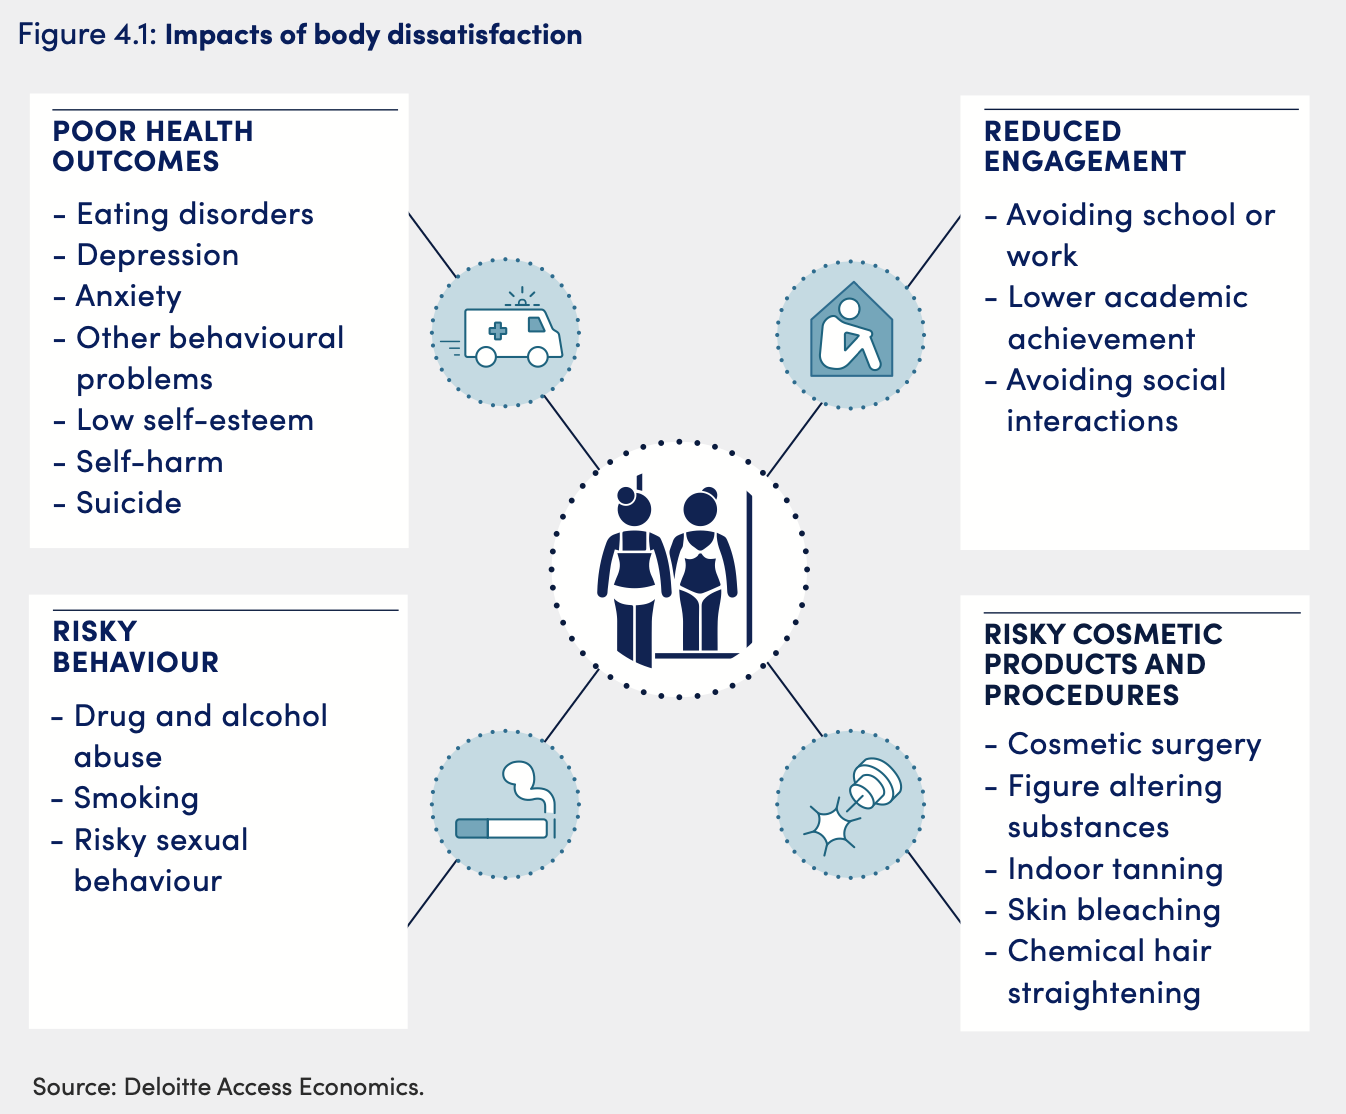 Figure 4.1: Impacts of body dissatisfaction
POOR HEALTH
OUTCOMES
- Eating disorders
- Depression
- Anxiety
- Other behavioural
problems
- Low self-esteem
- Self-harm
- Suicide
REDUCED
ENGAGEMENT
- Avoiding school or
work
- Lower academic
achievement
- Avoiding social
interactions
RISKY
BEHAVIOUR
- Drug and alcohol
abuse
- Smoking
- Risky sexual
behaviour
RISKY COSMETIC
PRODUCTS AND
PROCEDURES
- Cosmetic surgery
- Figure altering
substances
- Indoor tanning
- Skin bleaching
- Chemical hair
straightening
Source: Deloitte Access Economics.